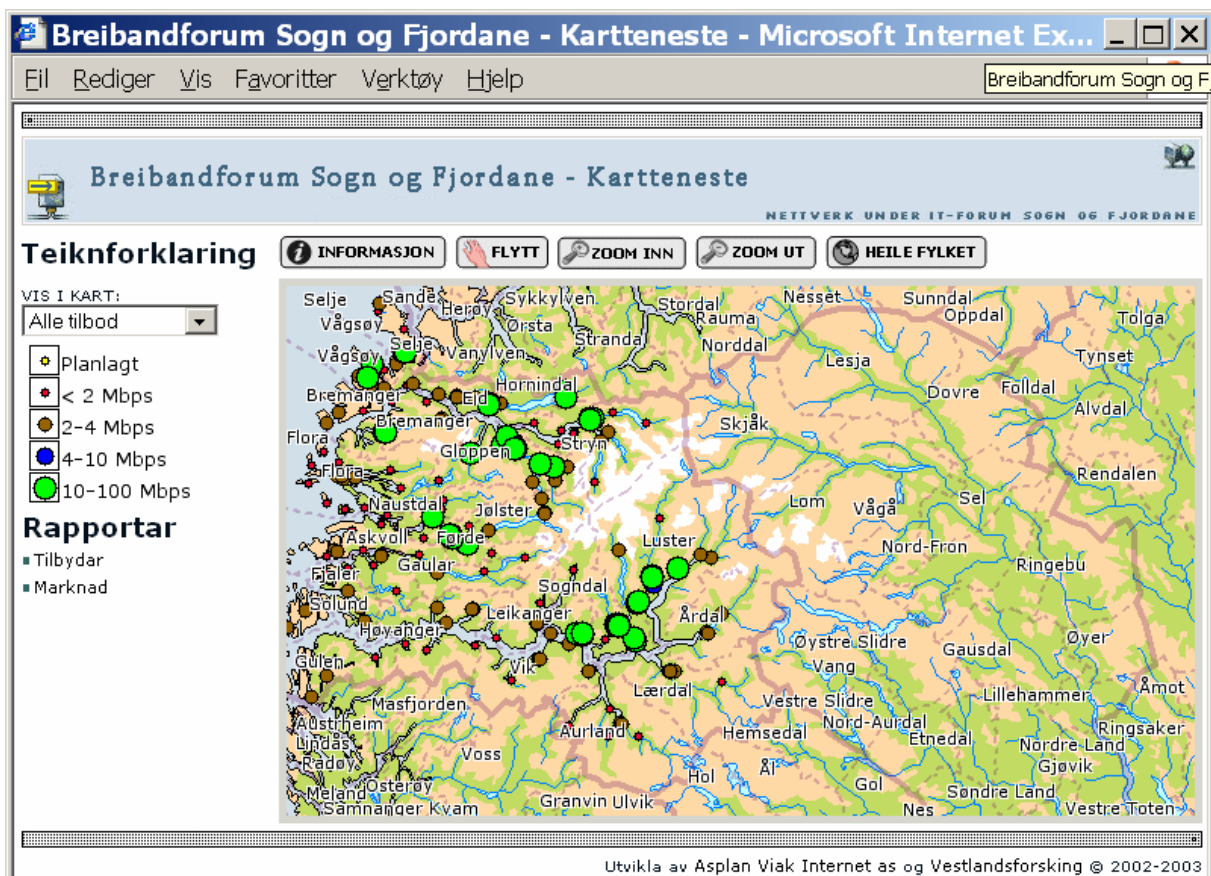 Breibandforum Sogn og Fjordane - Kartteneste - Microsoft Internet Ex...
Fil Rediger Vis Favoritter Verktøy Hjelp
Breibandforum Sogn og F
Breibandforum Sogn og Fjordane - Kartteneste
NETTVERK UNDER IT-FORUM SOGN OG FJORDANE
Teiknforklaring
INFORMASJON FLYTT ZOOM INN ZOOM UT HEILE FYLKET
VIS I KART:
Alle tilbod
Planlagt
< 2 Mbps
2-4 Mbps
4-10 Mbps
10-100 Mbps
Rapportar
Tilbydar
Marknad
Selje Sandex Sykkylven Stordal Nesset Sunndal
Herøy Rauma Oppdal Tolga
Vågsøy Ørsta
Selje Vanylven Stranda Norddal
Vågsøy Lesja Tynset
Bremanger Eid Hornindal Dovre Folldal
Bremanger Skjåk Alvdal
Flora Gloppen Stryn
Flora Rendalen
Naustdal Jølster Lom Vågå Sel
Askvoll Førde Luster Nord-Fron
Fjaler Gaular Sogndal Ringebu
Solund Leikanger Årdal
Høyanger Øystre Slidre Gausdal Øyer
Gulen Vik Vang
Masfjorden Lærdal Vestre Slidre Lillehammer Åmot
Austrheim Aurland Hemsedal Nord-Aurdal Ringsaker
Lindås Etnedal Nordre Land
Radøy Voss Hol Ål Gjøvik
Meland Osterøy Gol Søndre Land
Samnanger Kvam Granvin Ulvik Nes Vestre Toten
Utvikla av Asplan Viak Internet as og Vestlandsforsking © 2002-2003